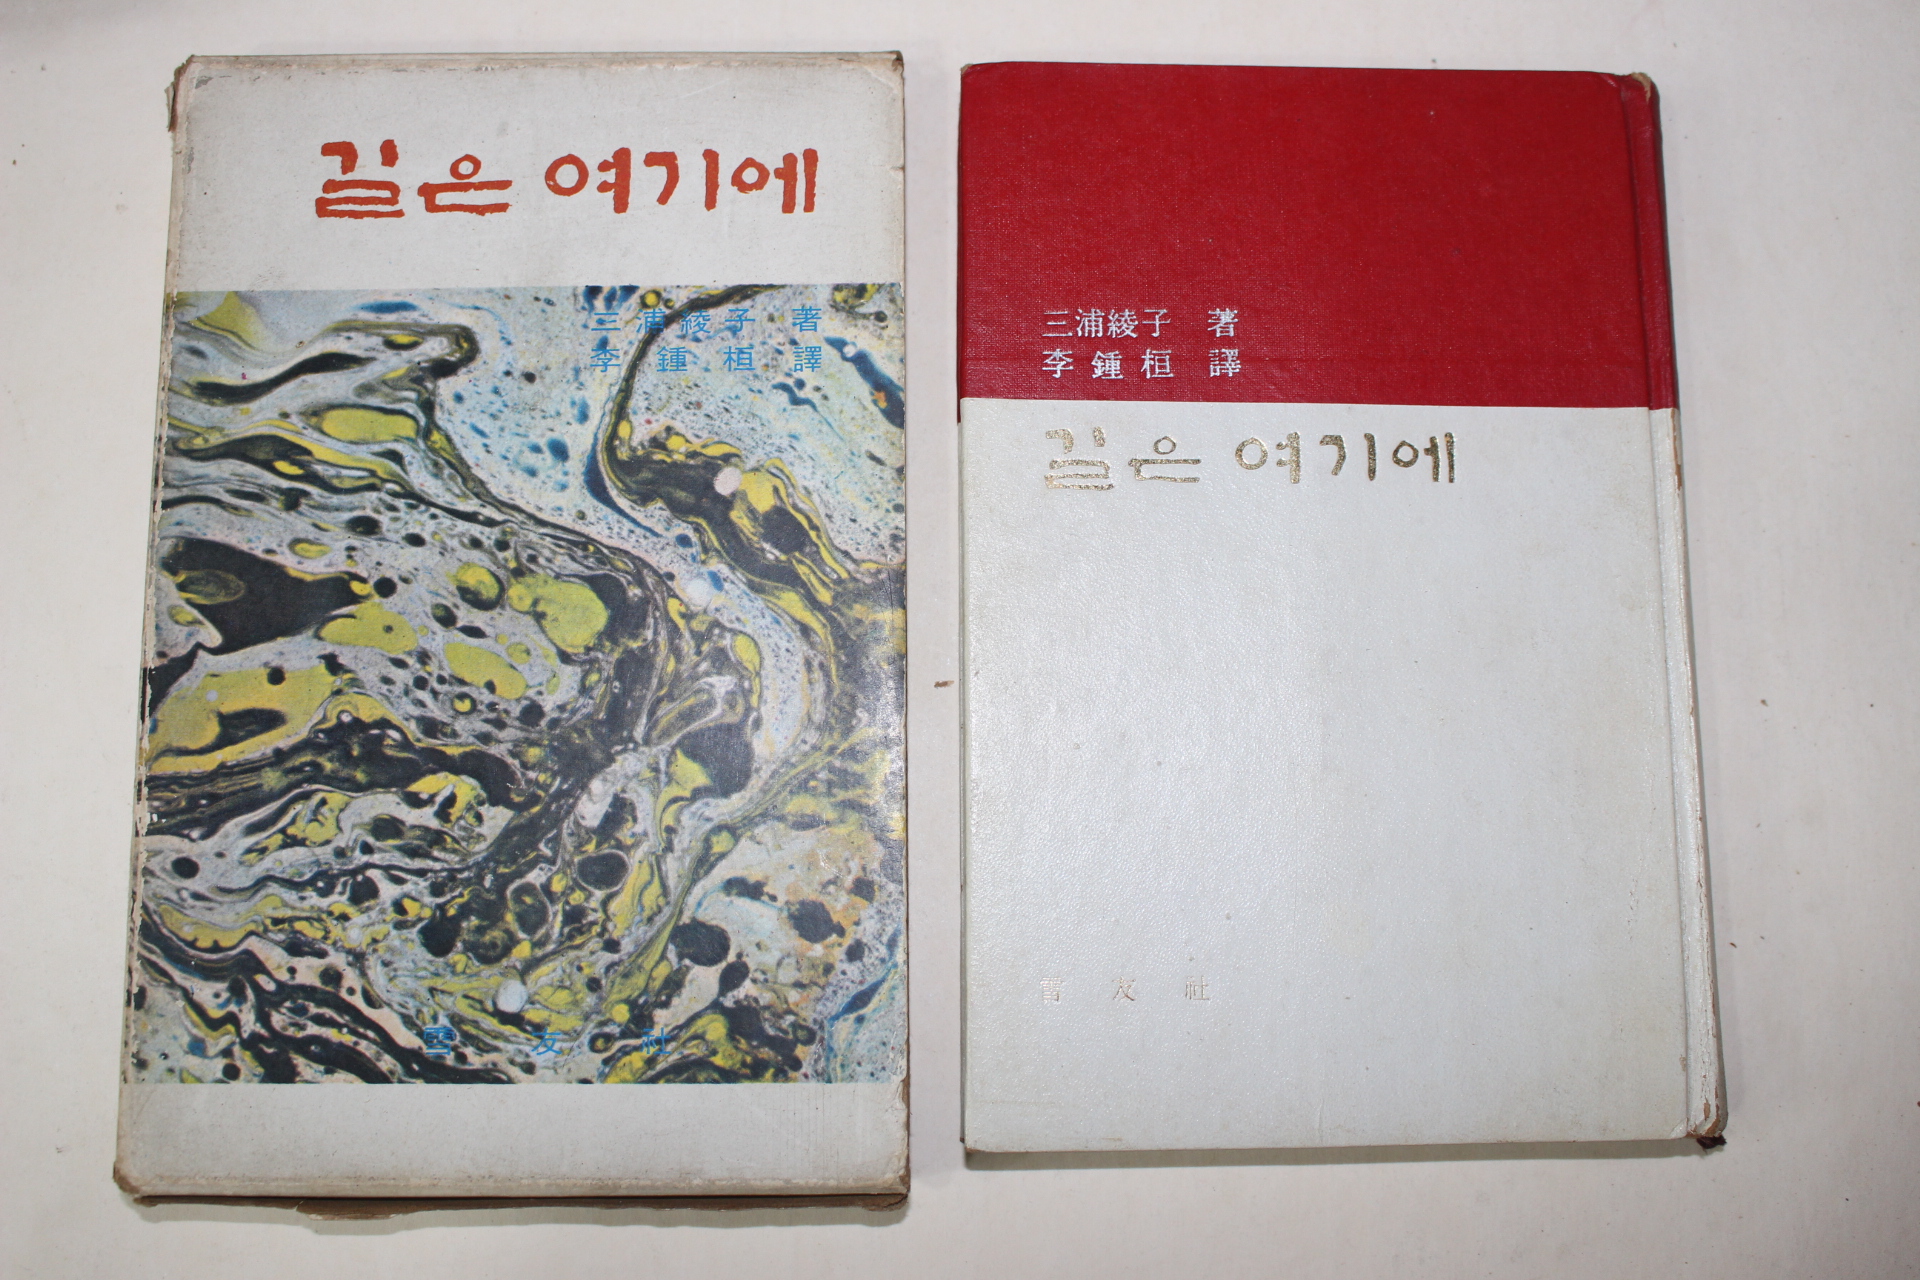 길은 여기에
三浦綾子 著
李鍾桓 譯
雪友社
三浦綾子 著
李鍾桓 譯
길은 여기에
雪友社